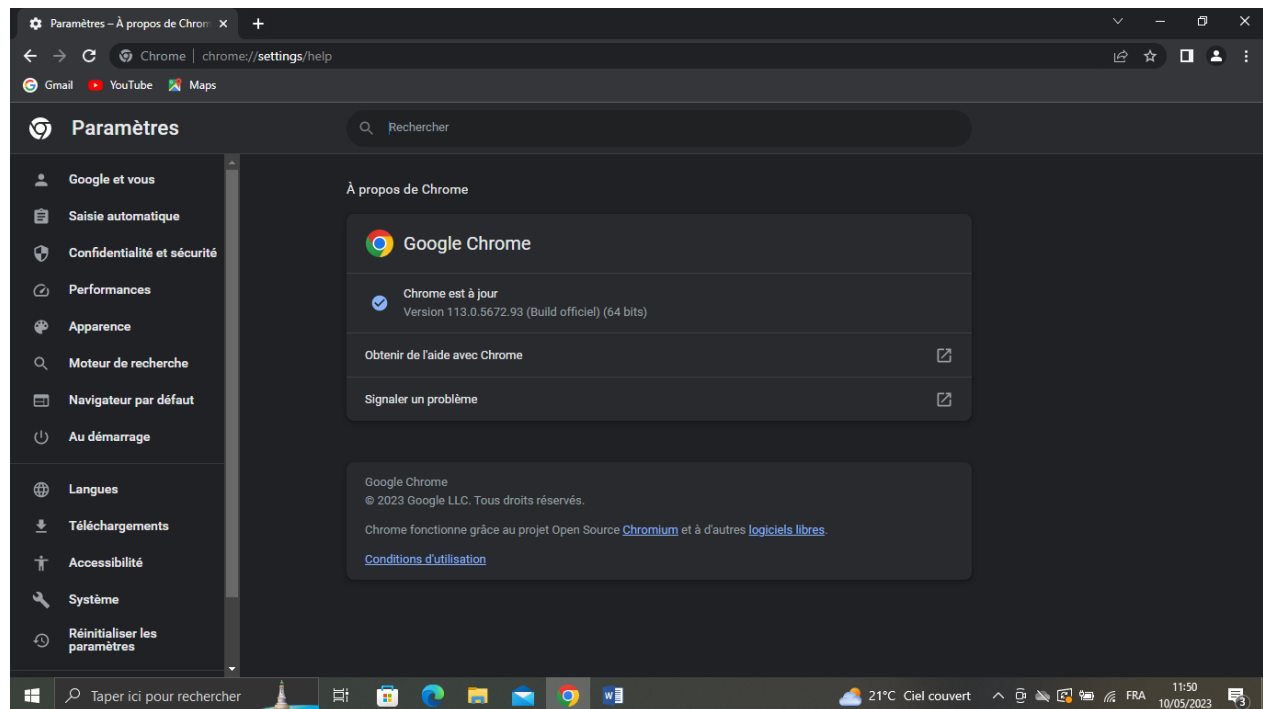 Paramètres – À propos de Chrom
Chrome | chrome://settings/help
Gmail YouTube Maps
Paramètres
Rechercher
Google et vous
Saisie automatique
Confidentialité et sécurité
Performances
Apparence
Moteur de recherche
Navigateur par défaut
Au démarrage
Langues
Téléchargements
Accessibilité
Système
Réinitialiser les
paramètres
À propos de Chrome
Google Chrome
Chrome est à jour
Version 113.0.5672.93 (Build officiel) (64 bits)
Obtenir de l'aide avec Chrome
Signaler un problème
Google Chrome
© 2023 Google LLC. Tous droits réservés.
Chrome fonctionne grâce au projet Open Source Chromium et à d'autres logiciels libres.
Conditions d'utilisation
Taper ici pour rechercher
21°C Ciel couvert
FRA
11:50
10/05/2023
3